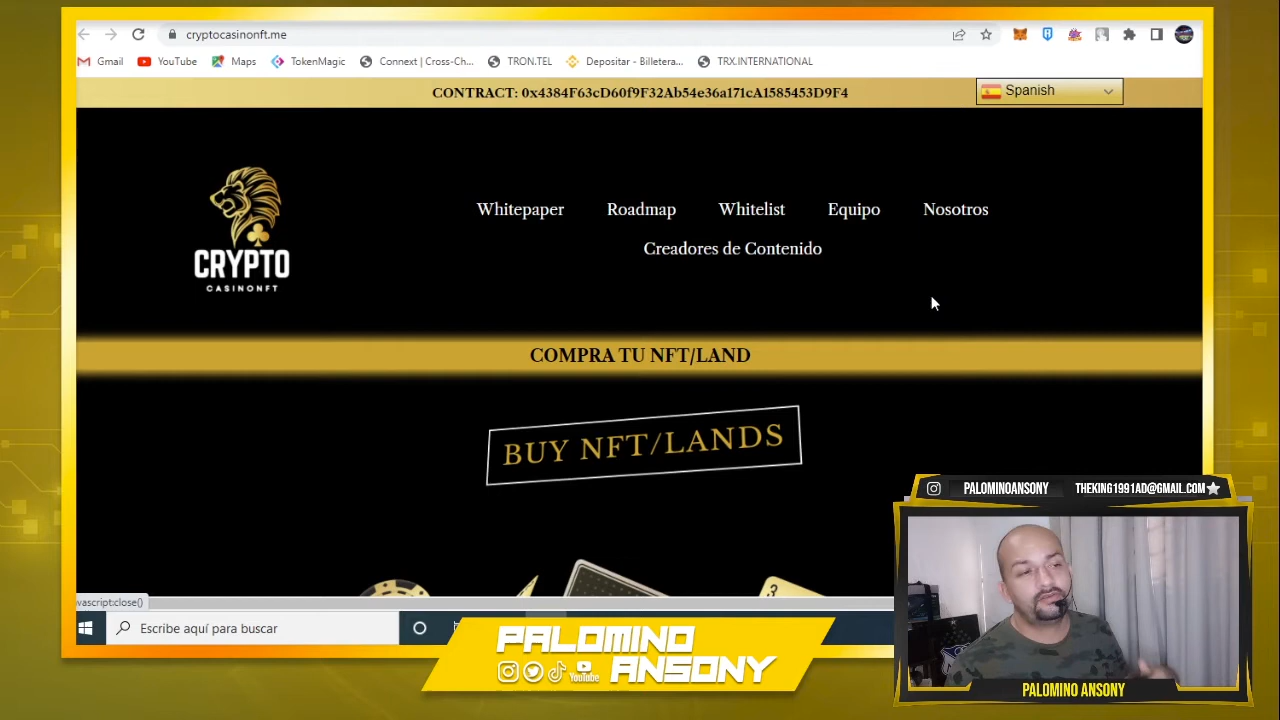 cryptocasinonft.me
Gmail YouTube Maps TokenMagic Connext | Cross-Ch... TRON.TEL Depositar - Billetera... TRX.INTERNATIONAL
CONTRACT: 0x4384F63cD60f9F32Ab54e36a171cA1585453D9F4
Spanish
Whitepaper Roadmap Whitelist Equipo Nosotros
Creadores de Contenido
CRYPTO
CASINONFT
COMPRA TU NFT/LAND
BUY NFT/LANDS
3
PALOMINOANSONY THEKING1991AD@GMAIL.COM
vascript:close()
Escribe aquí para buscar
PALOMINO
YouTube ANSONY
PALOMINO ANSONY